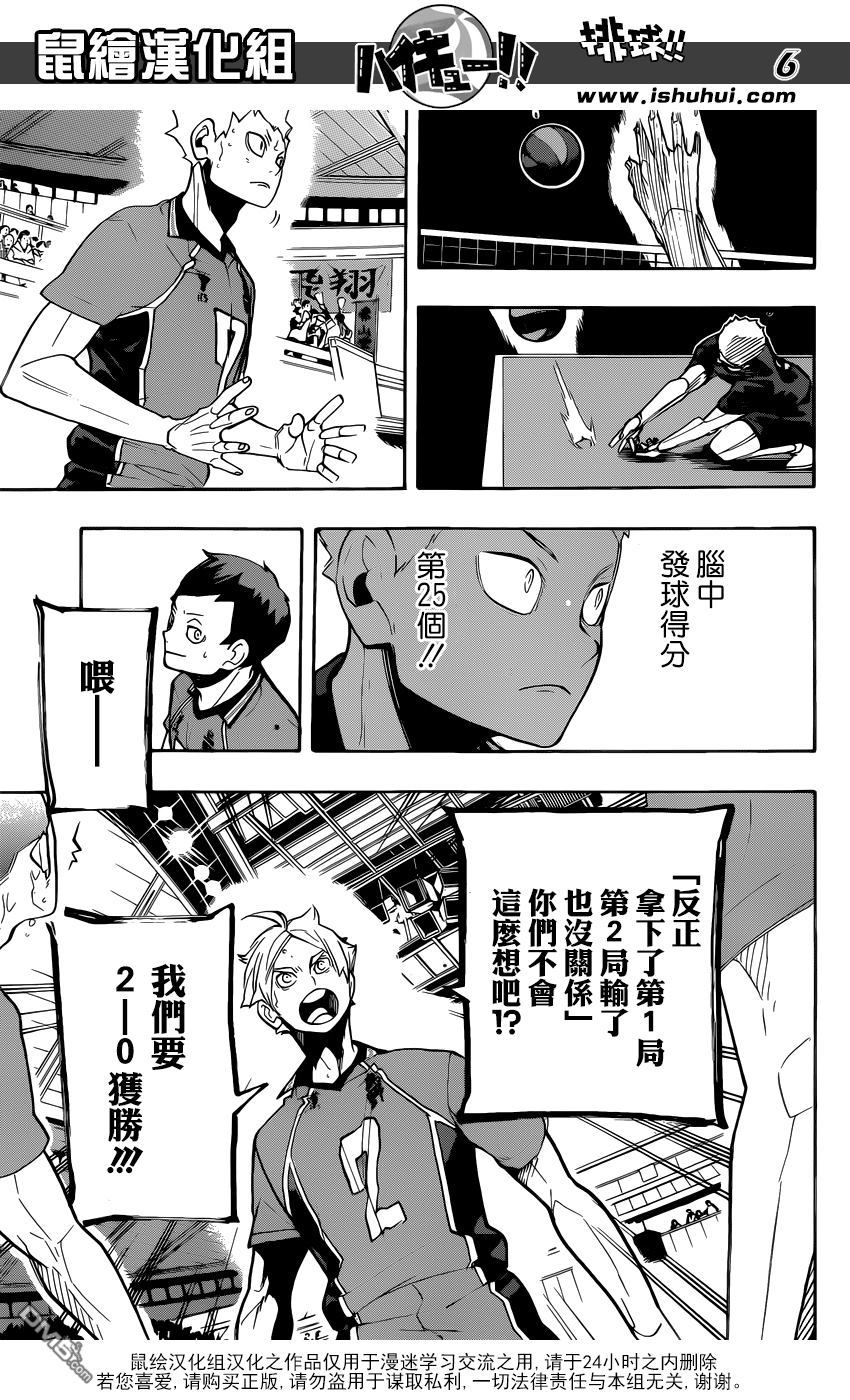 鼠繪漢化組
ハイキュー!!
排球!!
6
www.ishuhui.com
飛翔
腦中
發球得分
第25個!!
喂——
「反正
拿下了第1局
第2局輸了
也沒關係」
你們不會
這麼想吧!?
我們要
2—0獲勝!!!
2
DM5.com
鼠绘汉化组汉化之作品仅用于漫迷学习交流之用, 请于24小时之内删除
若您喜爱, 请购买正版, 请勿盗用于谋取私利, 一切法律责任与本组无关, 谢谢。